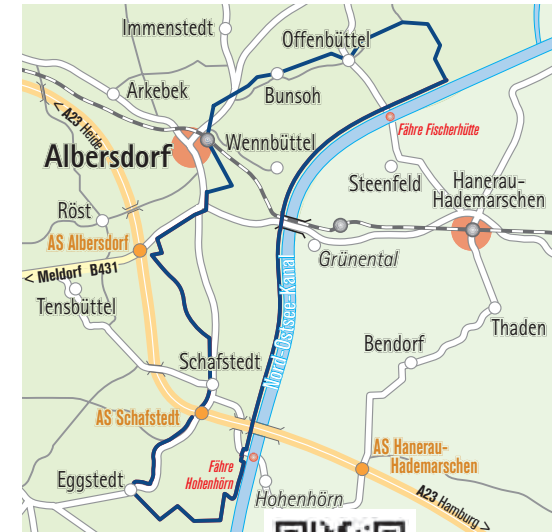 Immenstedt
Offenbüttel
Arkebek
Bunsoh
< A23 Heide
Fähre Fischerhütte
Wennbüttel
Albersdorf
Steenfeld
Hanerau-
Hademarschen
Röst
AS Albersdorf
Grünental
< Meldorf B431
Tensbüttel
Nord-Ostsee-Kanal
Thaden
Bendorf
Schafstedt
AS Schafstedt
AS Hanerau-
Hademarschen
Fähre
Hohenhörn
Eggstedt
Hohenhörn
A23 Hamburg >